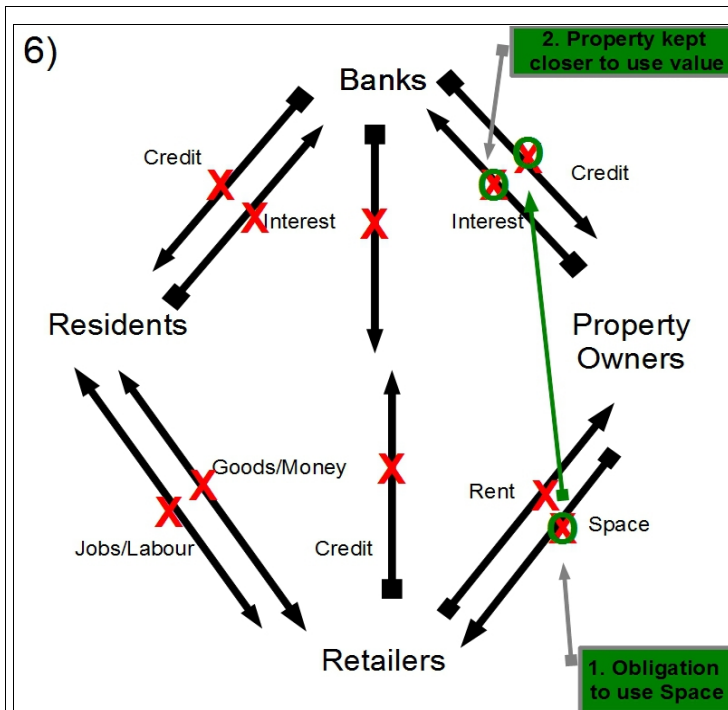 6)
2. Property kept
closer to use value
Banks
Credit
Credit
Interest
Interest
X
X
X
X
O
X
O
Residents
Property
Owners
Goods/Money
X
X
Jobs/Labour
X
Credit
Rent
X
Space
X
O
Retailers
1. Obligation
to use Space